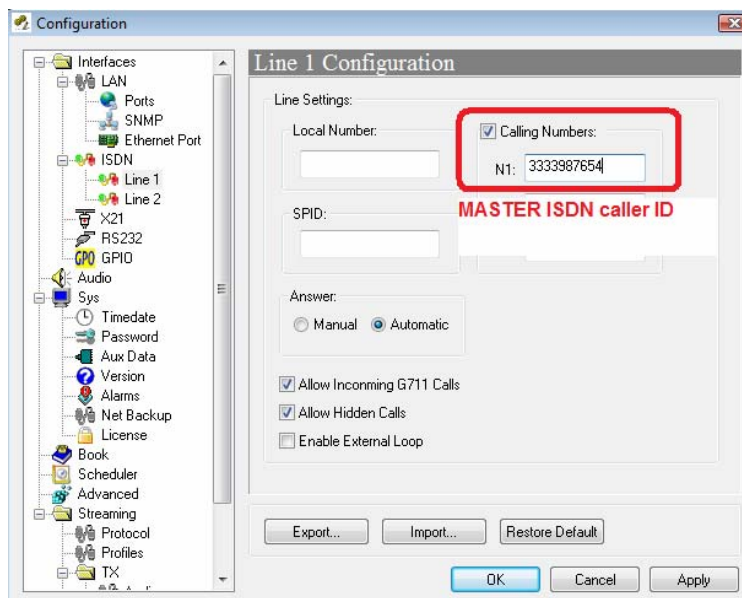 Configuration
Interfaces
LAN
Ports
SNMP
Ethernet Port
ISDN
Line 1
Line 2
X21
RS232
GPO GPIO
Audio
Sys
Timedate
Password
Aux Data
Version
Alarms
Net Backup
License
Book
Scheduler
Advanced
Streaming
Protocol
Profiles
TX
Line 1 Configuration
Line Settings:
Local Number:
Calling Numbers:
N1: 3333987654
MASTER ISDN caller ID
SPID:
Answer:
Manual
Automatic
Allow Inconming G711 Calls
Allow Hidden Calls
Enable External Loop
Export...
Import...
Restore Default
OK
Cancel
Apply